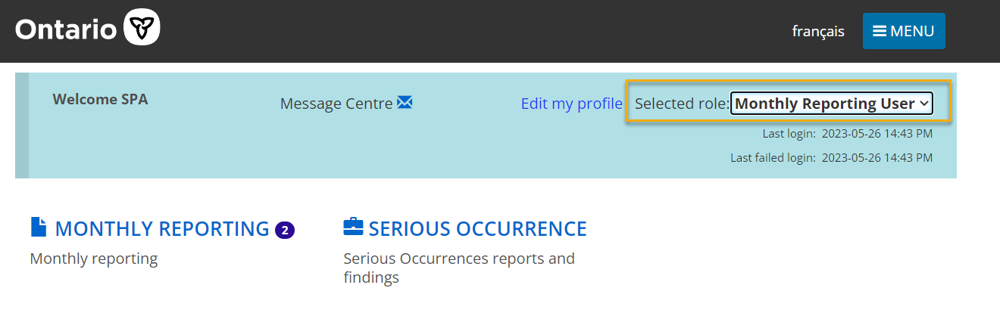 Ontario
français
MENU
Welcome SPA
Message Centre
Edit my profile
Selected role: Monthly Reporting User
Last login: 2023-05-26 14:43 PM
Last failed login: 2023-05-26 14:43 PM
MONTHLY REPORTING 2
Monthly reporting
SERIOUS OCCURRENCE
Serious Occurrences reports and
findings